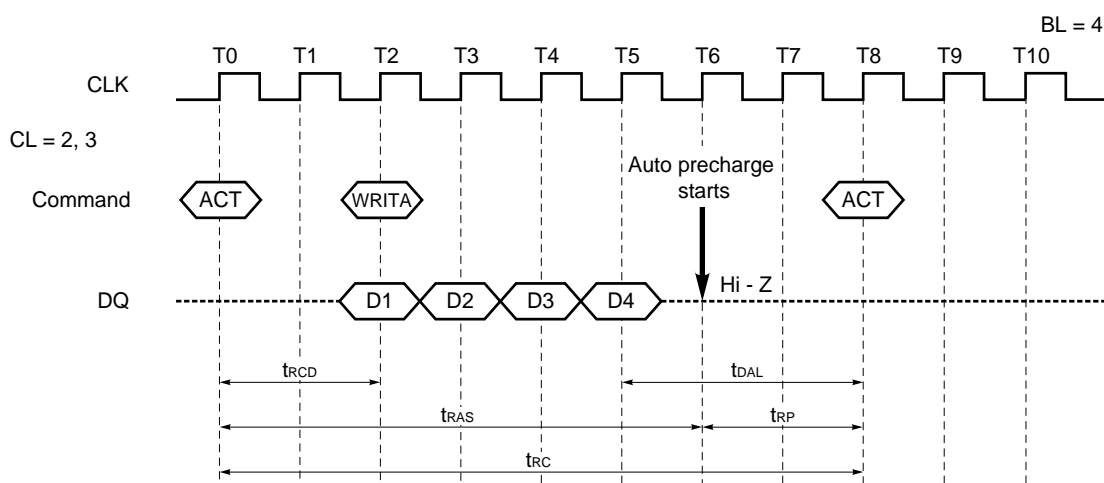 BL = 4
T0 T1 T2 T3 T4 T5 T6 T7 T8 T9 T10
CLK
CL = 2, 3
Auto precharge
starts
Command ACT WRITA ACT
Hi - Z
DQ D1 D2 D3 D4
tRCD tDAL
tRAS tRP
tRC